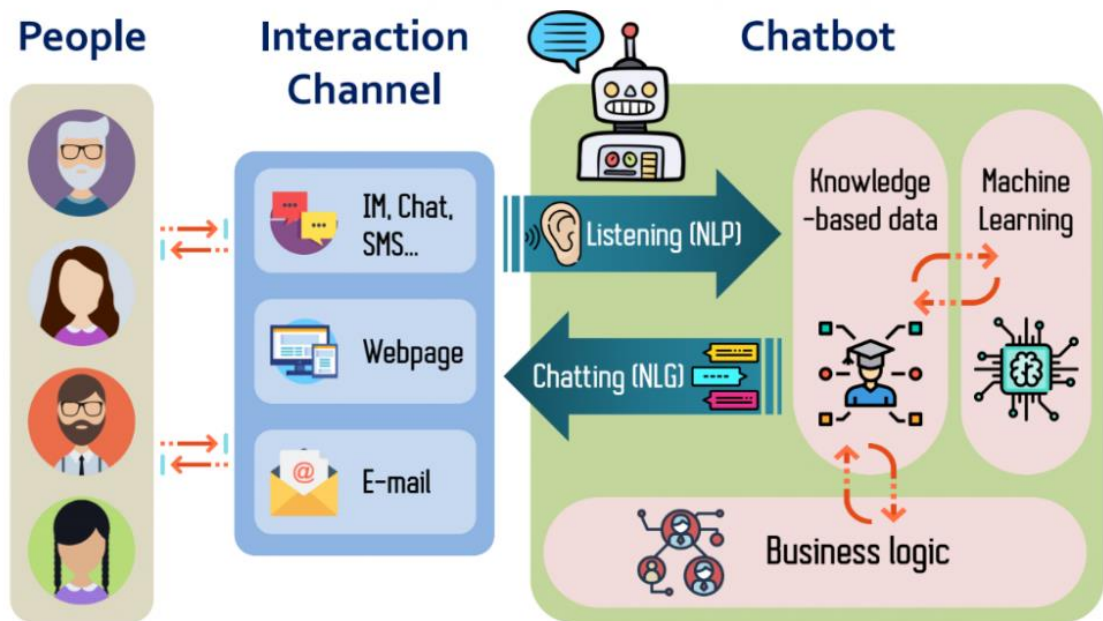 People
Interaction
Channel
Chatbot
IM, Chat,
SMS...
Webpage
E-mail
Listening (NLP)
Chatting (NLG)
Knowledge
-based data
Machine
Learning
Business logic